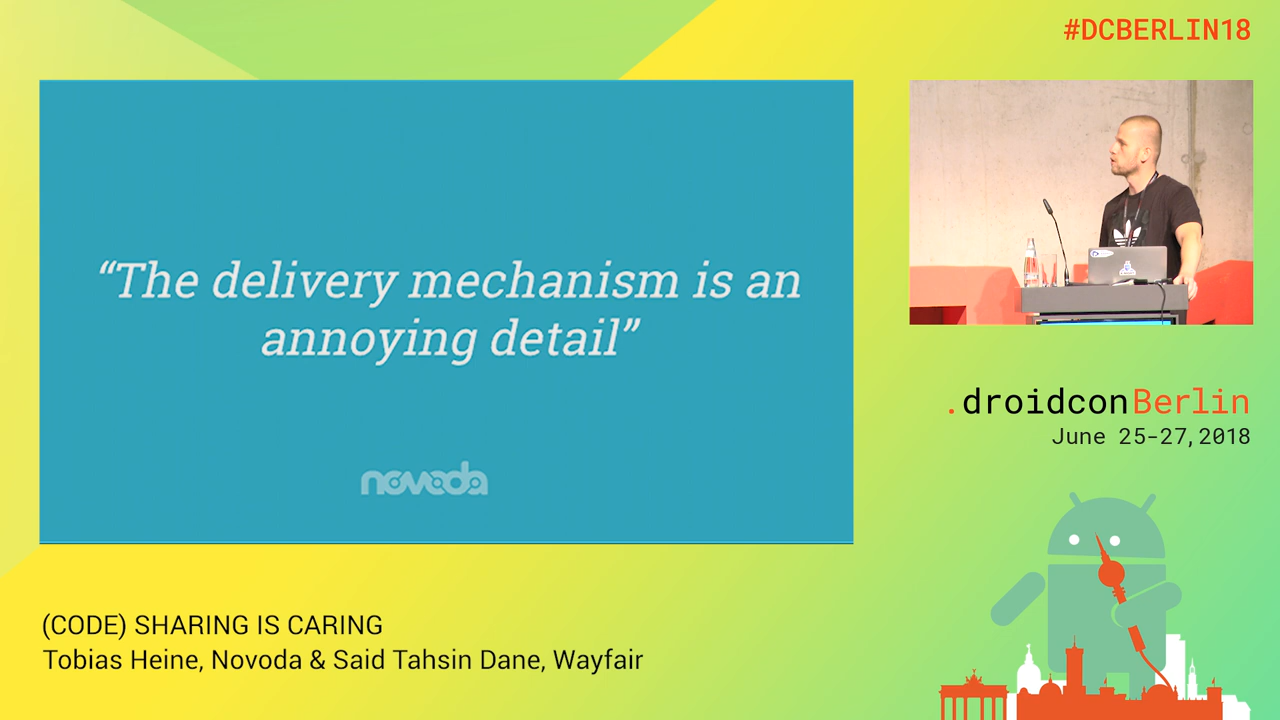 #DCBERLIN18
“The delivery mechanism is an
annoying detail”
novoda
.droidconBerlin
June 25-27, 2018
(CODE) SHARING IS CARING
Tobias Heine, Novoda & Said Tahsin Dane, Wayfair